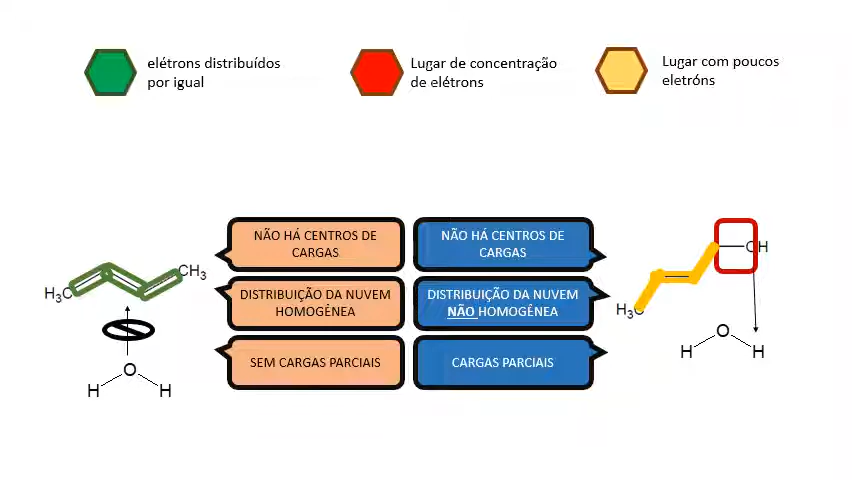 elétrons distribuídos
por igual
Lugar de concentração
de elétrons
Lugar com poucos
eletróns
NÃO HÁ CENTROS DE
CARGAS
DISTRIBUIÇÃO DA NUVEM
HOMOGÊNEA
SEM CARGAS PARCIAIS
NÃO HÁ CENTROS DE
CARGAS
DISTRIBUIÇÃO DA NUVEM
NÃO HOMOGÊNEA
CARGAS PARCIAIS
CH₃
H₃C
O
H H
OH
H₃C
O
H H